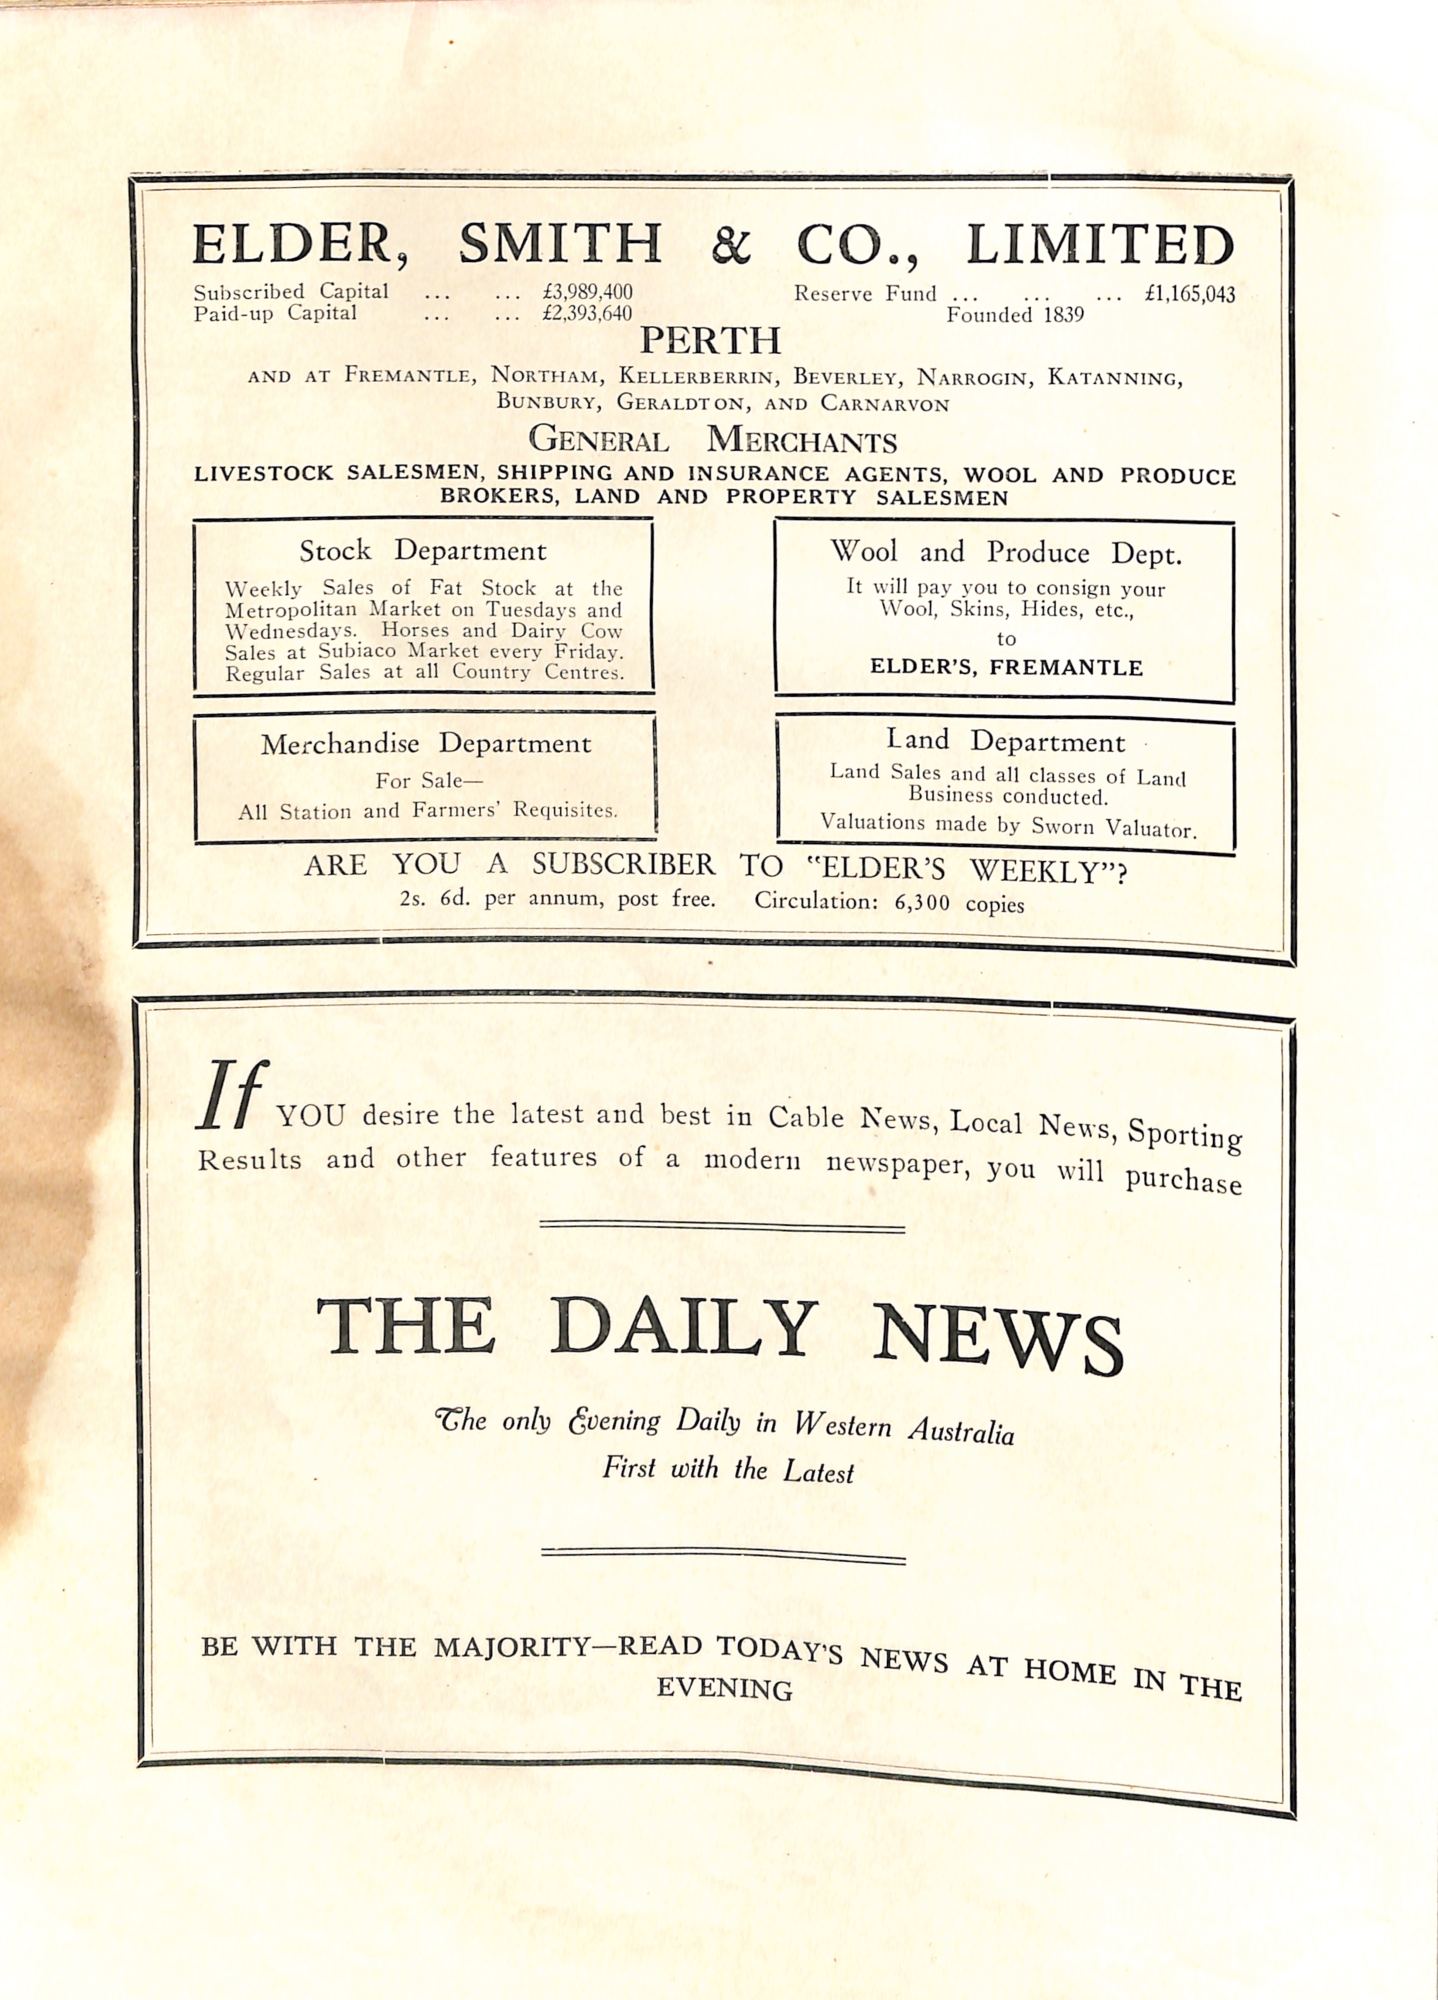 ELDER, SMITH & CO., LIMITED
Subscribed Capital ... ... £3,989,400 Reserve Fund ... ... ... £1,165,043
Paid-up Capital ... ... £2,393,640 Founded 1839
PERTH
AND AT FREMANTLE, NORTHAM, KELLERBERRIN, BEVERLEY, NARROGIN, KATANNING,
BUNBURY, GERALDTON, AND CARNARVON
GENERAL MERCHANTS
LIVESTOCK SALESMEN, SHIPPING AND INSURANCE AGENTS, WOOL AND PRODUCE
BROKERS, LAND AND PROPERTY SALESMEN
Stock Department
Weekly Sales of Fat Stock at the
Metropolitan Market on Tuesdays and
Wednesdays. Horses and Dairy Cow
Sales at Subiaco Market every Friday.
Regular Sales at all Country Centres.
Wool and Produce Dept.
It will pay you to consign your
Wool, Skins, Hides, etc.,
to
ELDER'S, FREMANTLE
Merchandise Department
For Sale—
All Station and Farmers' Requisites.
Land Department
Land Sales and all classes of Land
Business conducted.
Valuations made by Sworn Valuator.
ARE YOU A SUBSCRIBER TO "ELDER'S WEEKLY"?
2s. 6d. per annum, post free. Circulation: 6,300 copies
If YOU desire the latest and best in Cable News, Local News, Sporting
Results and other features of a modern newspaper, you will purchase
THE DAILY NEWS
The only Evening Daily in Western Australia
First with the Latest
BE WITH THE MAJORITY—READ TODAY'S NEWS AT HOME IN THE
EVENING